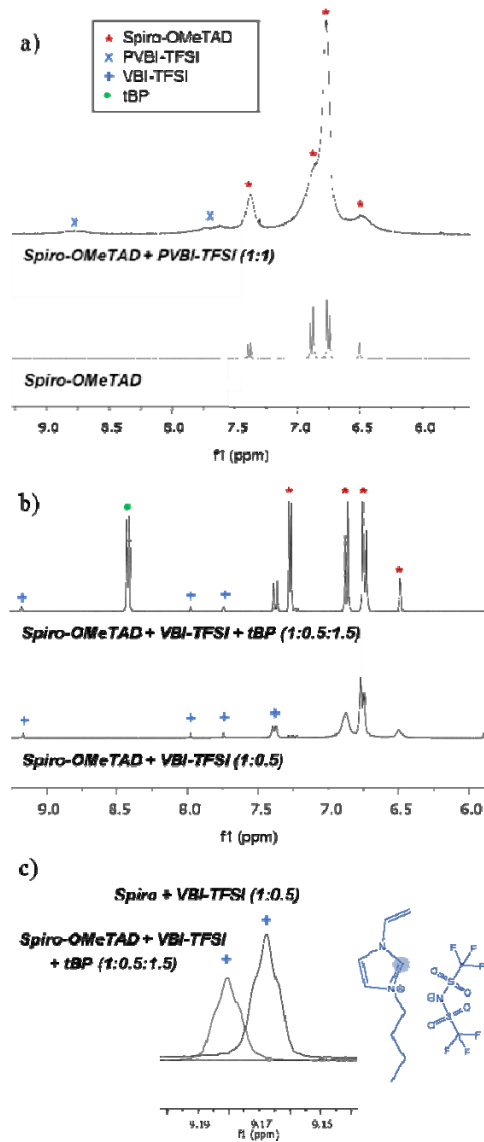 a)
Spiro-OMeTAD
PVBI-TFSI
VBI-TFSI
tBP
Spiro-OMeTAD + PVBI-TFSI (1:1)
Spiro-OMeTAD
9.0 8.5 8.0 7.5 7.0 6.5 6.0
f1 (ppm)
b)
Spiro-OMeTAD + VBI-TFSI + tBP (1:0.5:1.5)
Spiro-OMeTAD + VBI-TFSI (1:0.5)
9.0 8.5 8.0 7.5 7.0 6.5 6.0
f1 (ppm)
c)
Spiro + VBI-TFSI (1:0.5)
Spiro-OMeTAD + VBI-TFSI
+ tBP (1:0.5:1.5)
9.19 9.17 9.15
f1 (ppm)
N
N
⊕
F
F
F
O
S
O
⊖N
O
S
O
F
F
F